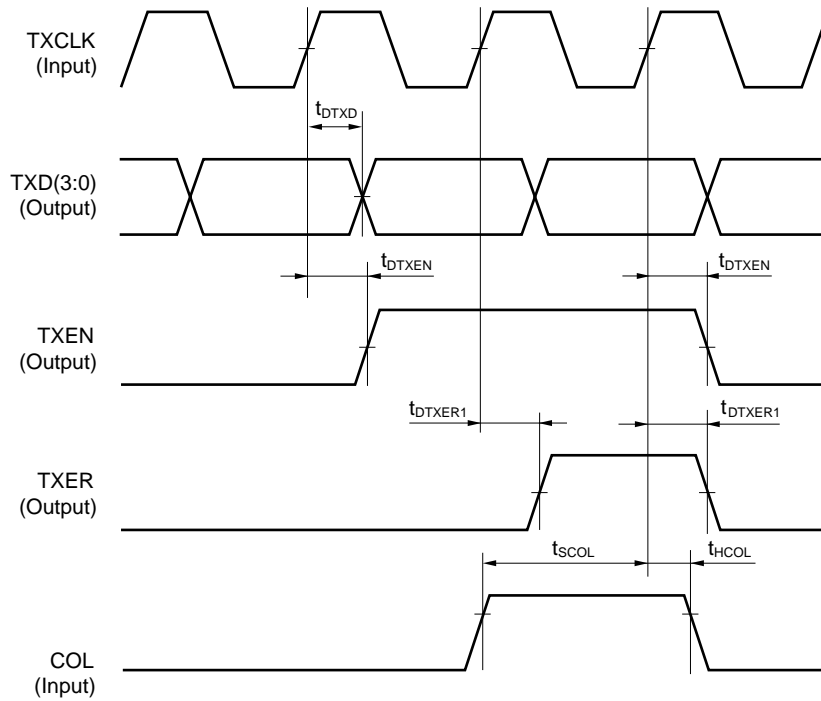 TXCLK
(Input)
tDTXD
TXD(3:0)
(Output)
tDTXEN
tDTXEN
TXEN
(Output)
tDTXER1
tDTXER1
TXER
(Output)
tSCOL
tHCOL
COL
(Input)